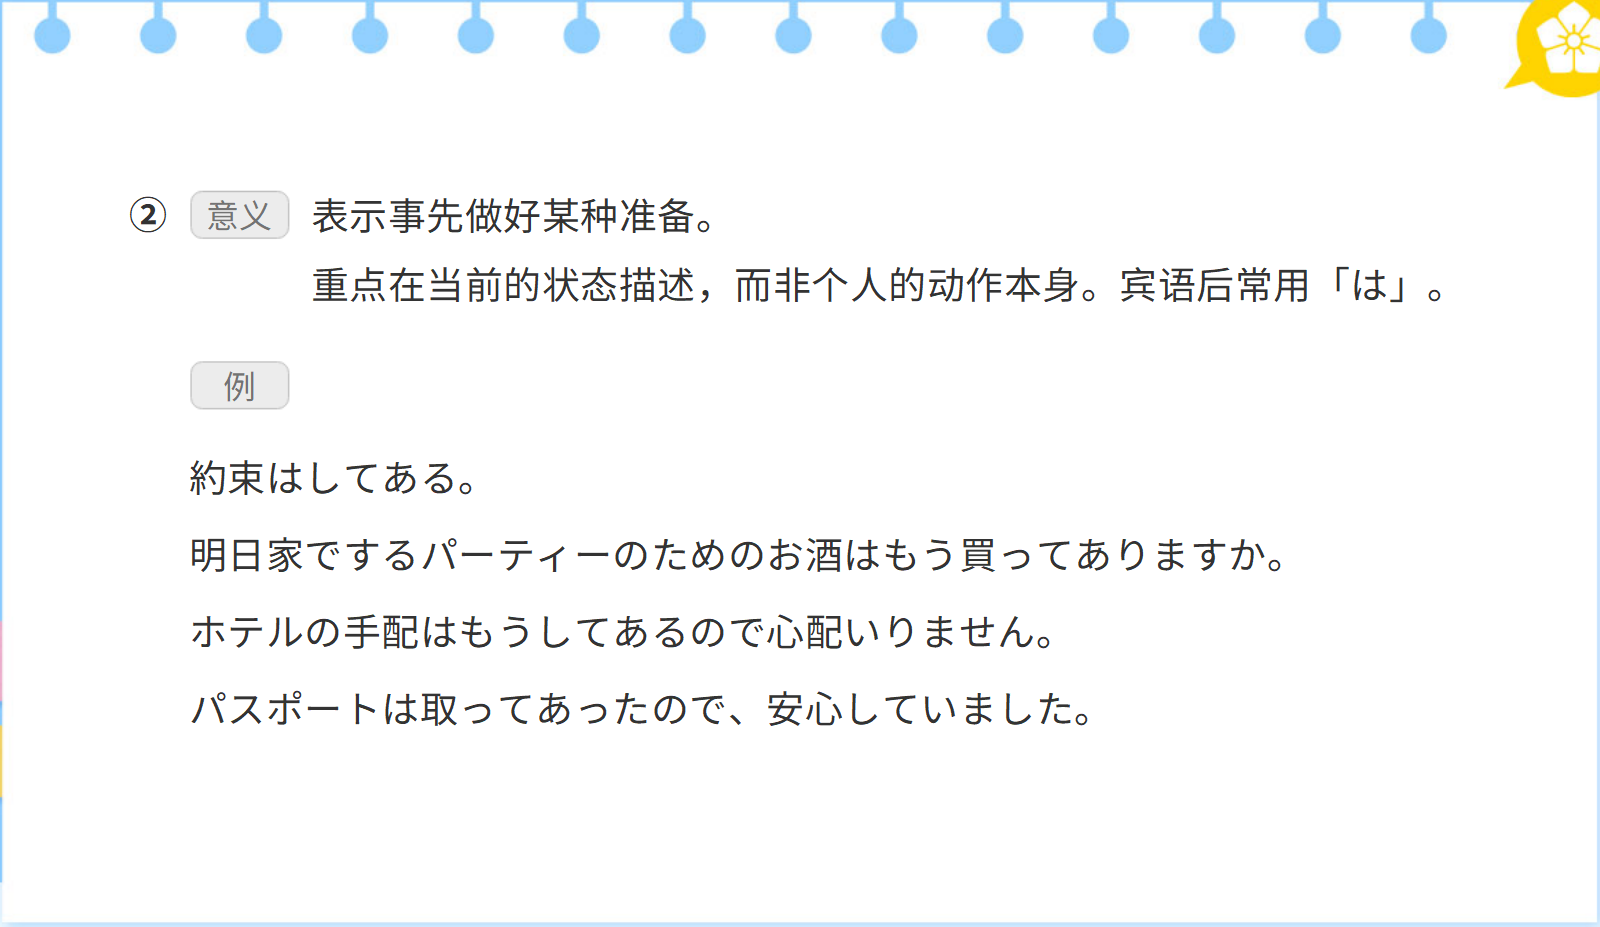 ② 意义 表示事先做好某种准备。
重点在当前的状态描述，而非个人的动作本身。宾语后常用「は」。
例
約束はしてある。
明日家でするパーティーのためのお酒はもう買ってありますか。
ホテルの手配はもうしてあるので心配いりません。
パスポートは取ってあったので、安心していました。